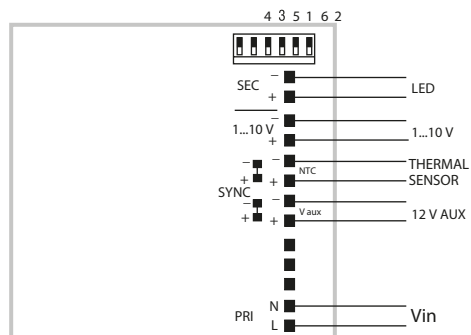 4 3 5 1 6 2
SEC − LED
+
1...10 V − 1...10 V
+
− NTC − THERMAL
+ + SENSOR
SYNC
− V aux − 12 V AUX
+ +
PRI N Vin
L